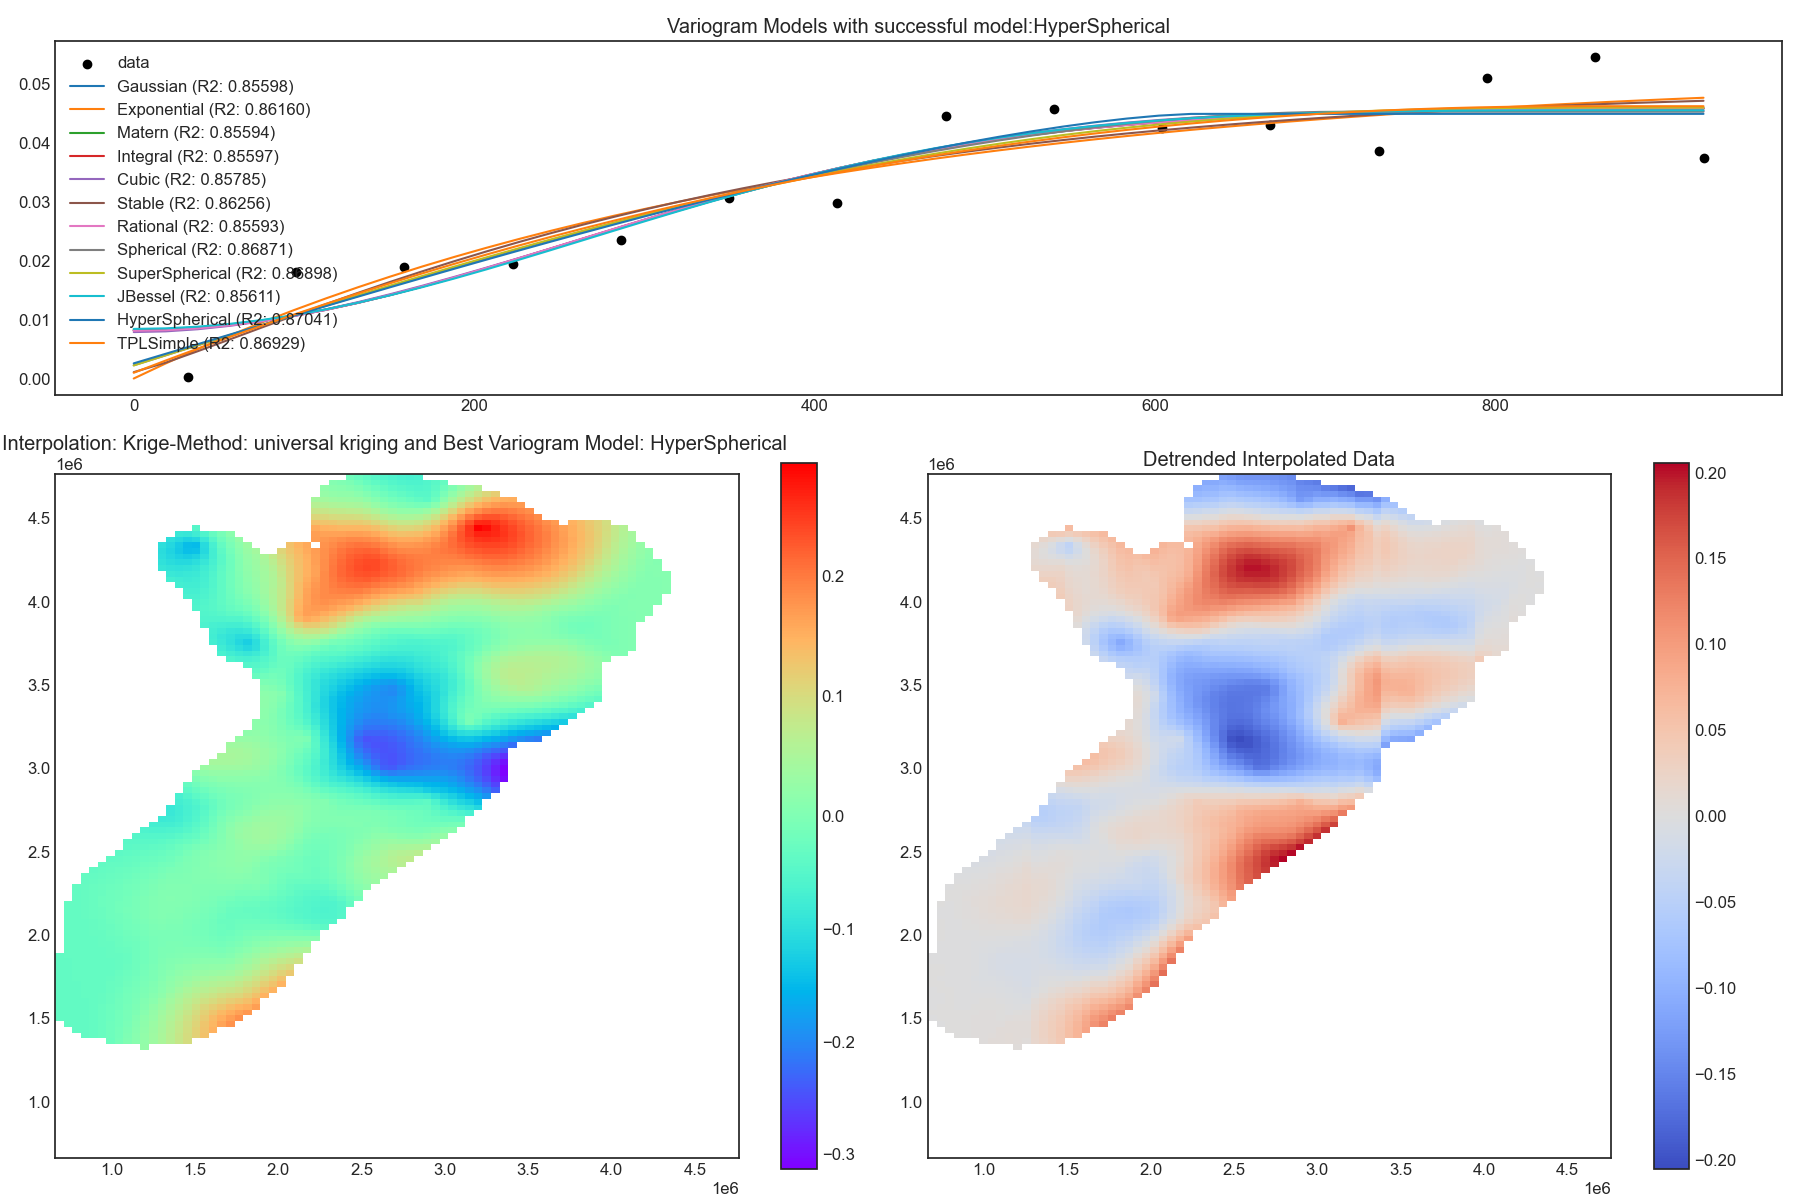 Variogram Models with successful model:HyperSpherical
0.05
0.04
0.03
0.02
0.01
0.00
data
Gaussian (R2: 0.85598)
Exponential (R2: 0.86160)
Matern (R2: 0.85594)
Integral (R2: 0.85597)
Cubic (R2: 0.85785)
Stable (R2: 0.86256)
Rational (R2: 0.85593)
Spherical (R2: 0.86871)
SuperSpherical (R2: 0.86898)
JBessel (R2: 0.85611)
HyperSpherical (R2: 0.87041)
TPLSimple (R2: 0.86929)
0 200 400 600 800
Interpolation: Krige-Method: universal kriging and Best Variogram Model: HyperSpherical
1e6
4.5
4.0
3.5
3.0
2.5
2.0
1.5
1.0
1.0 1.5 2.0 2.5 3.0 3.5 4.0 4.5
1e6
0.2
0.1
0.0
−0.1
−0.2
−0.3
Detrended Interpolated Data
1e6
4.5
4.0
3.5
3.0
2.5
2.0
1.5
1.0
1.0 1.5 2.0 2.5 3.0 3.5 4.0 4.5
1e6
0.20
0.15
0.10
0.05
0.00
−0.05
−0.10
−0.15
−0.20